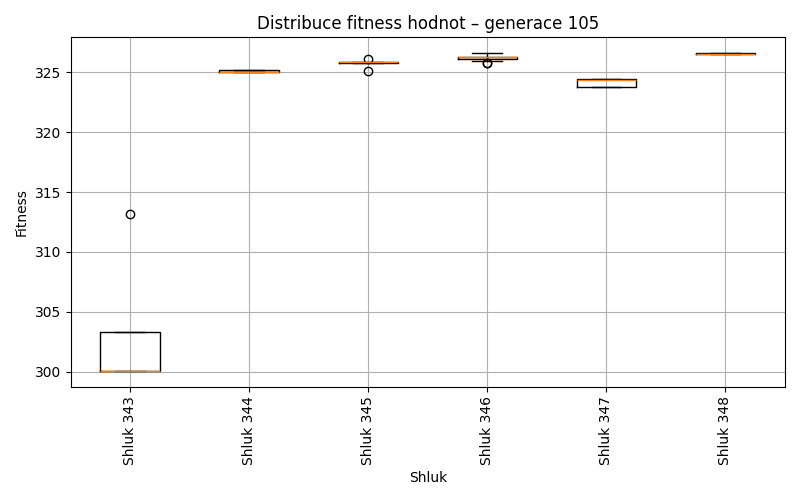 Distribuce fitness hodnot – generace 105
Fitness
325
320
315
310
305
300
Shluk 343
Shluk 344
Shluk 345
Shluk 346
Shluk 347
Shluk 348
Shluk